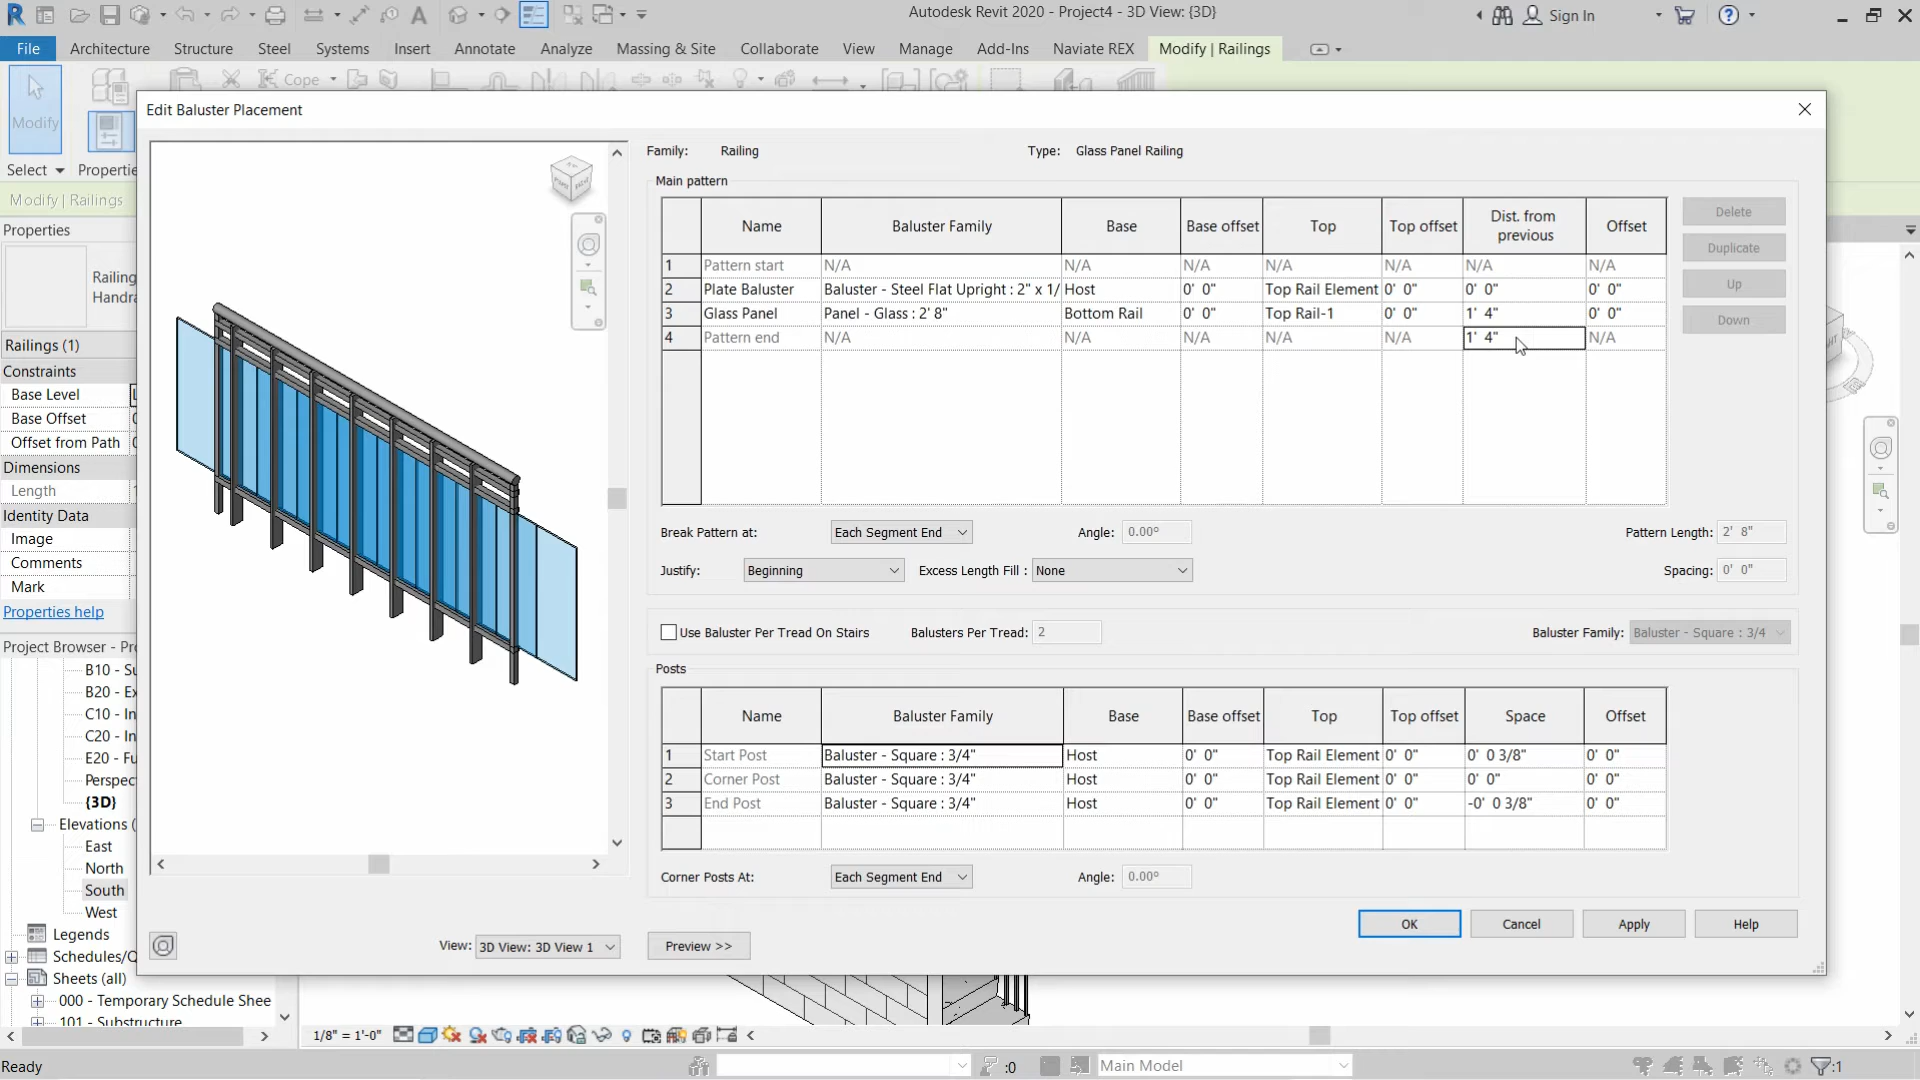 Autodesk Revit 2020 - Project4 - 3D View: {3D}
Sign In
File Architecture Structure Steel Systems Insert Annotate Analyze Massing & Site Collaborate View Manage Add-Ins Naviate REX Modify | Railings
Modify
Cope
Select
Modify | Railings
Properties
Railing
Railings (1)
Constraints
Base Level
Base Offset
Offset from Path
Dimensions
Length
Identity Data
Image
Comments
Mark
Properties help
Project Browser - Pro
B10 - Su
B20 - Ex
C10 - In
C20 - In
E20 - Fu
Perspec
{3D}
Elevations (
East
North
South
West
Legends
Schedules/Q
Sheets (all)
000 - Temporary Schedule Shee
101 - Substructure
Edit Baluster Placement
View: 3D View: 3D View 1
Preview >>
Family: Railing Type: Glass Panel Railing
Main pattern
Name Baluster Family Base Base offset Top Top offset Dist. from previous Offset
1 Pattern start N/A N/A N/A N/A N/A N/A N/A
2 Plate Baluster Baluster - Steel Flat Upright : 2" x 1/ Host 0' 0" Top Rail Element 0' 0" 0' 0" 0' 0"
3 Glass Panel Panel - Glass : 2' 8" Bottom Rail 0' 0" Top Rail-1 0' 0" 1' 4" 0' 0"
4 Pattern end N/A N/A N/A N/A N/A 1' 4" N/A
Delete
Duplicate
Up
Down
Break Pattern at: Each Segment End Angle: 0.00° Pattern Length: 2' 8"
Justify: Beginning Excess Length Fill : None Spacing: 0' 0"
Use Baluster Per Tread On Stairs Balusters Per Tread: 2 Baluster Family: Baluster - Square : 3/4
Posts
Name Baluster Family Base Base offset Top Top offset Space Offset
1 Start Post Baluster - Square : 3/4" Host 0' 0" Top Rail Element 0' 0" 0' 0 3/8" 0' 0"
2 Corner Post Baluster - Square : 3/4" Host 0' 0" Top Rail Element 0' 0" 0' 0" 0' 0"
3 End Post Baluster - Square : 3/4" Host 0' 0" Top Rail Element 0' 0" -0' 0 3/8" 0' 0"
Corner Posts At: Each Segment End Angle: 0.00°
OK Cancel Apply Help
1/8" = 1'-0"
Ready :0 Main Model :1